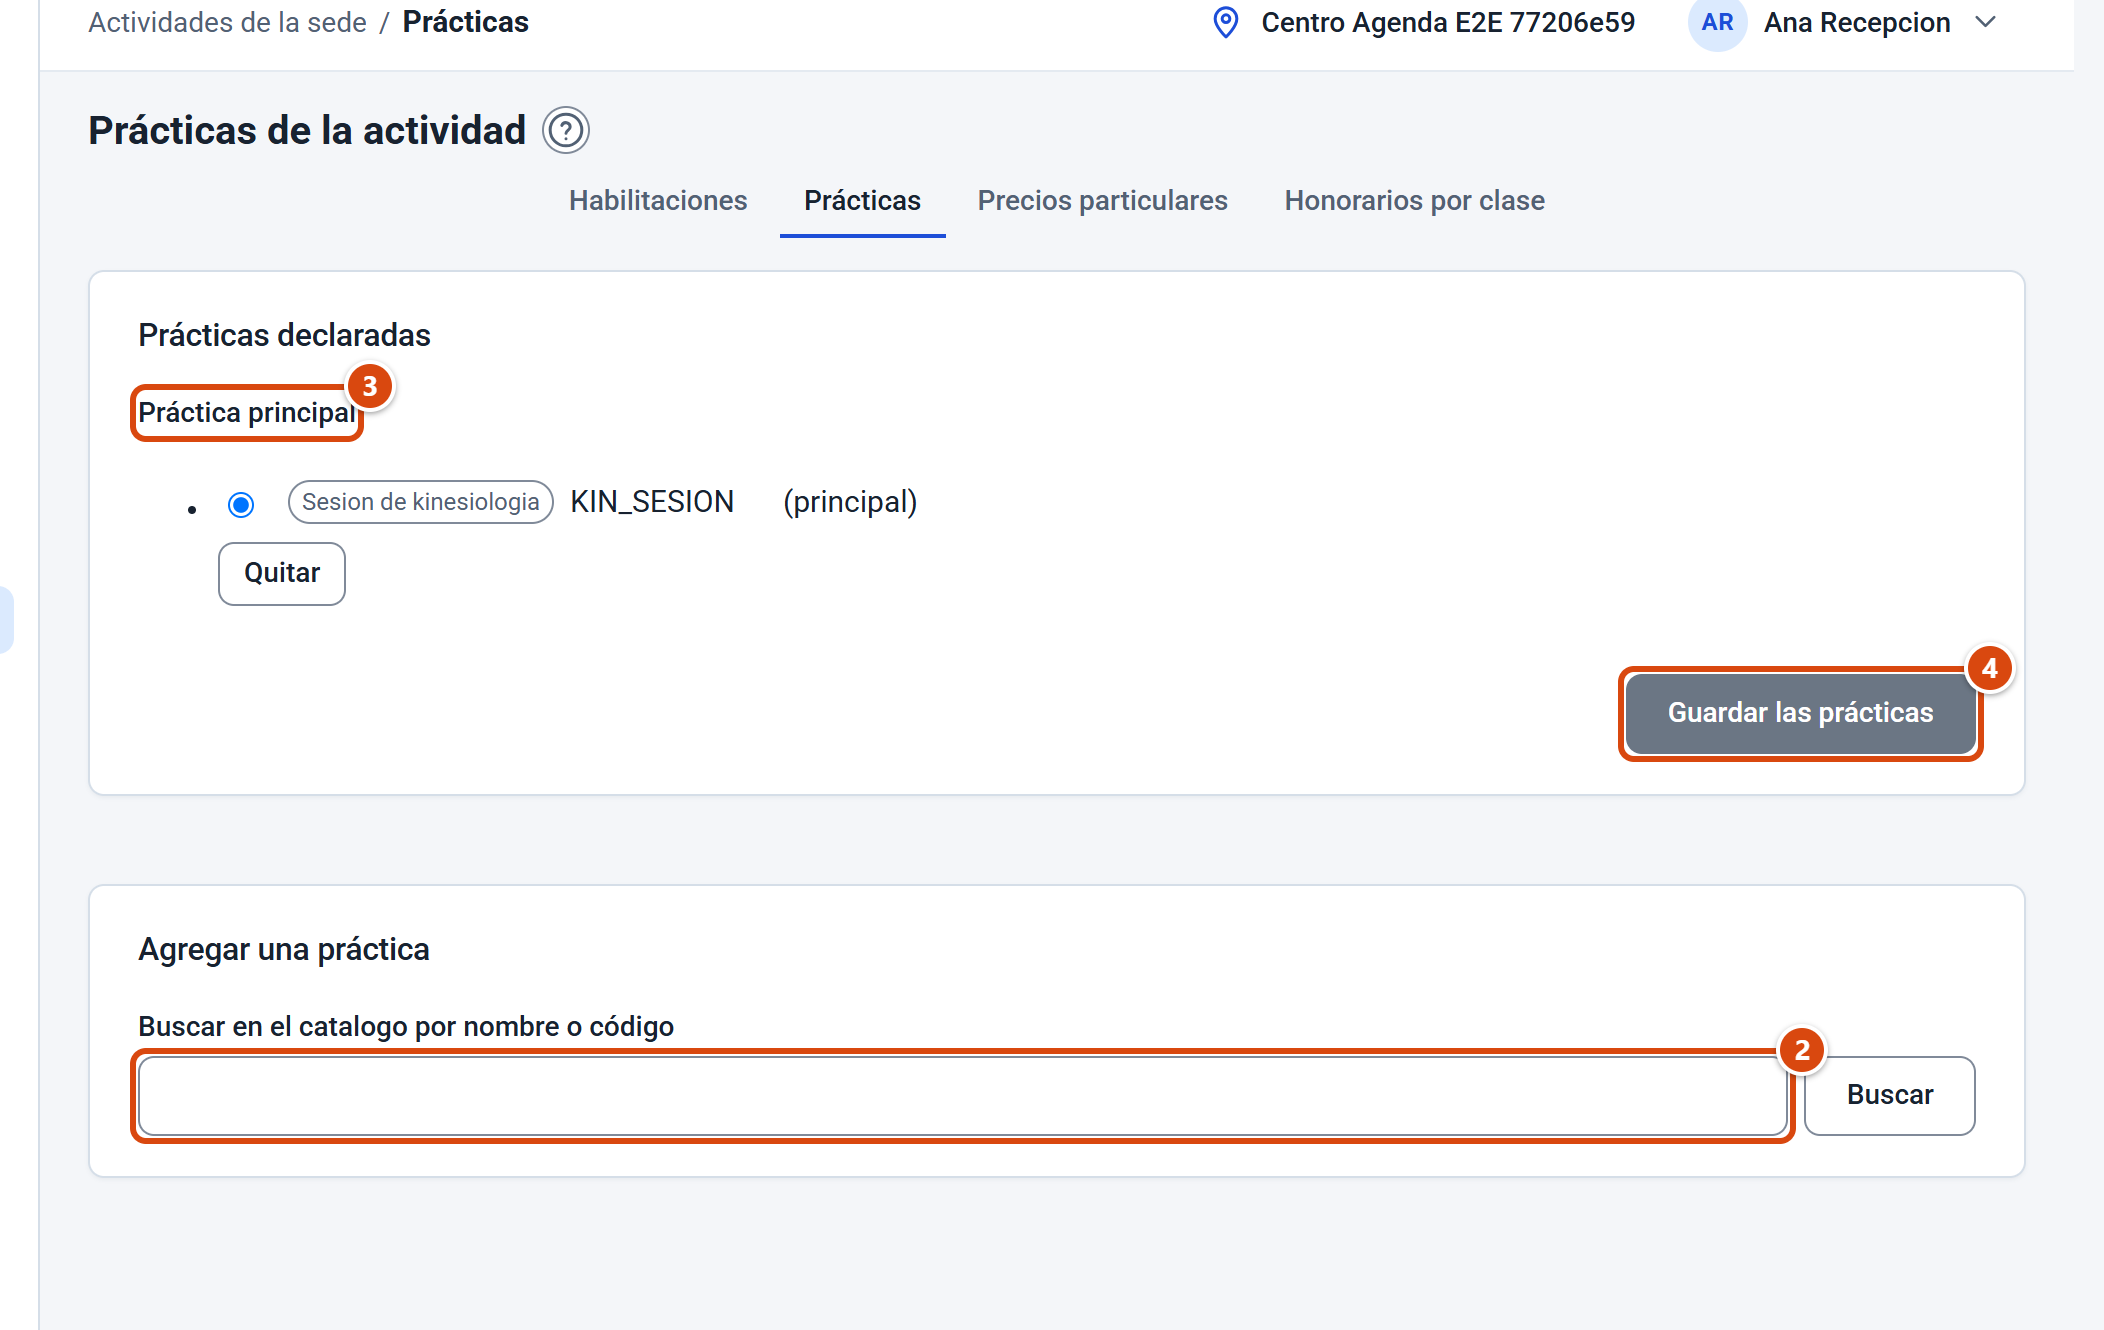 Actividades de la sede / Prácticas
Centro Agenda E2E 77206e59
AR Ana Recepcion
Prácticas de la actividad ?
Habilitaciones Prácticas Precios particulares Honorarios por clase
Prácticas declaradas
3
Práctica principal
Sesion de kinesiologia KIN_SESION (principal)
Quitar
4
Guardar las prácticas
Agregar una práctica
Buscar en el catalogo por nombre o código
2
Buscar